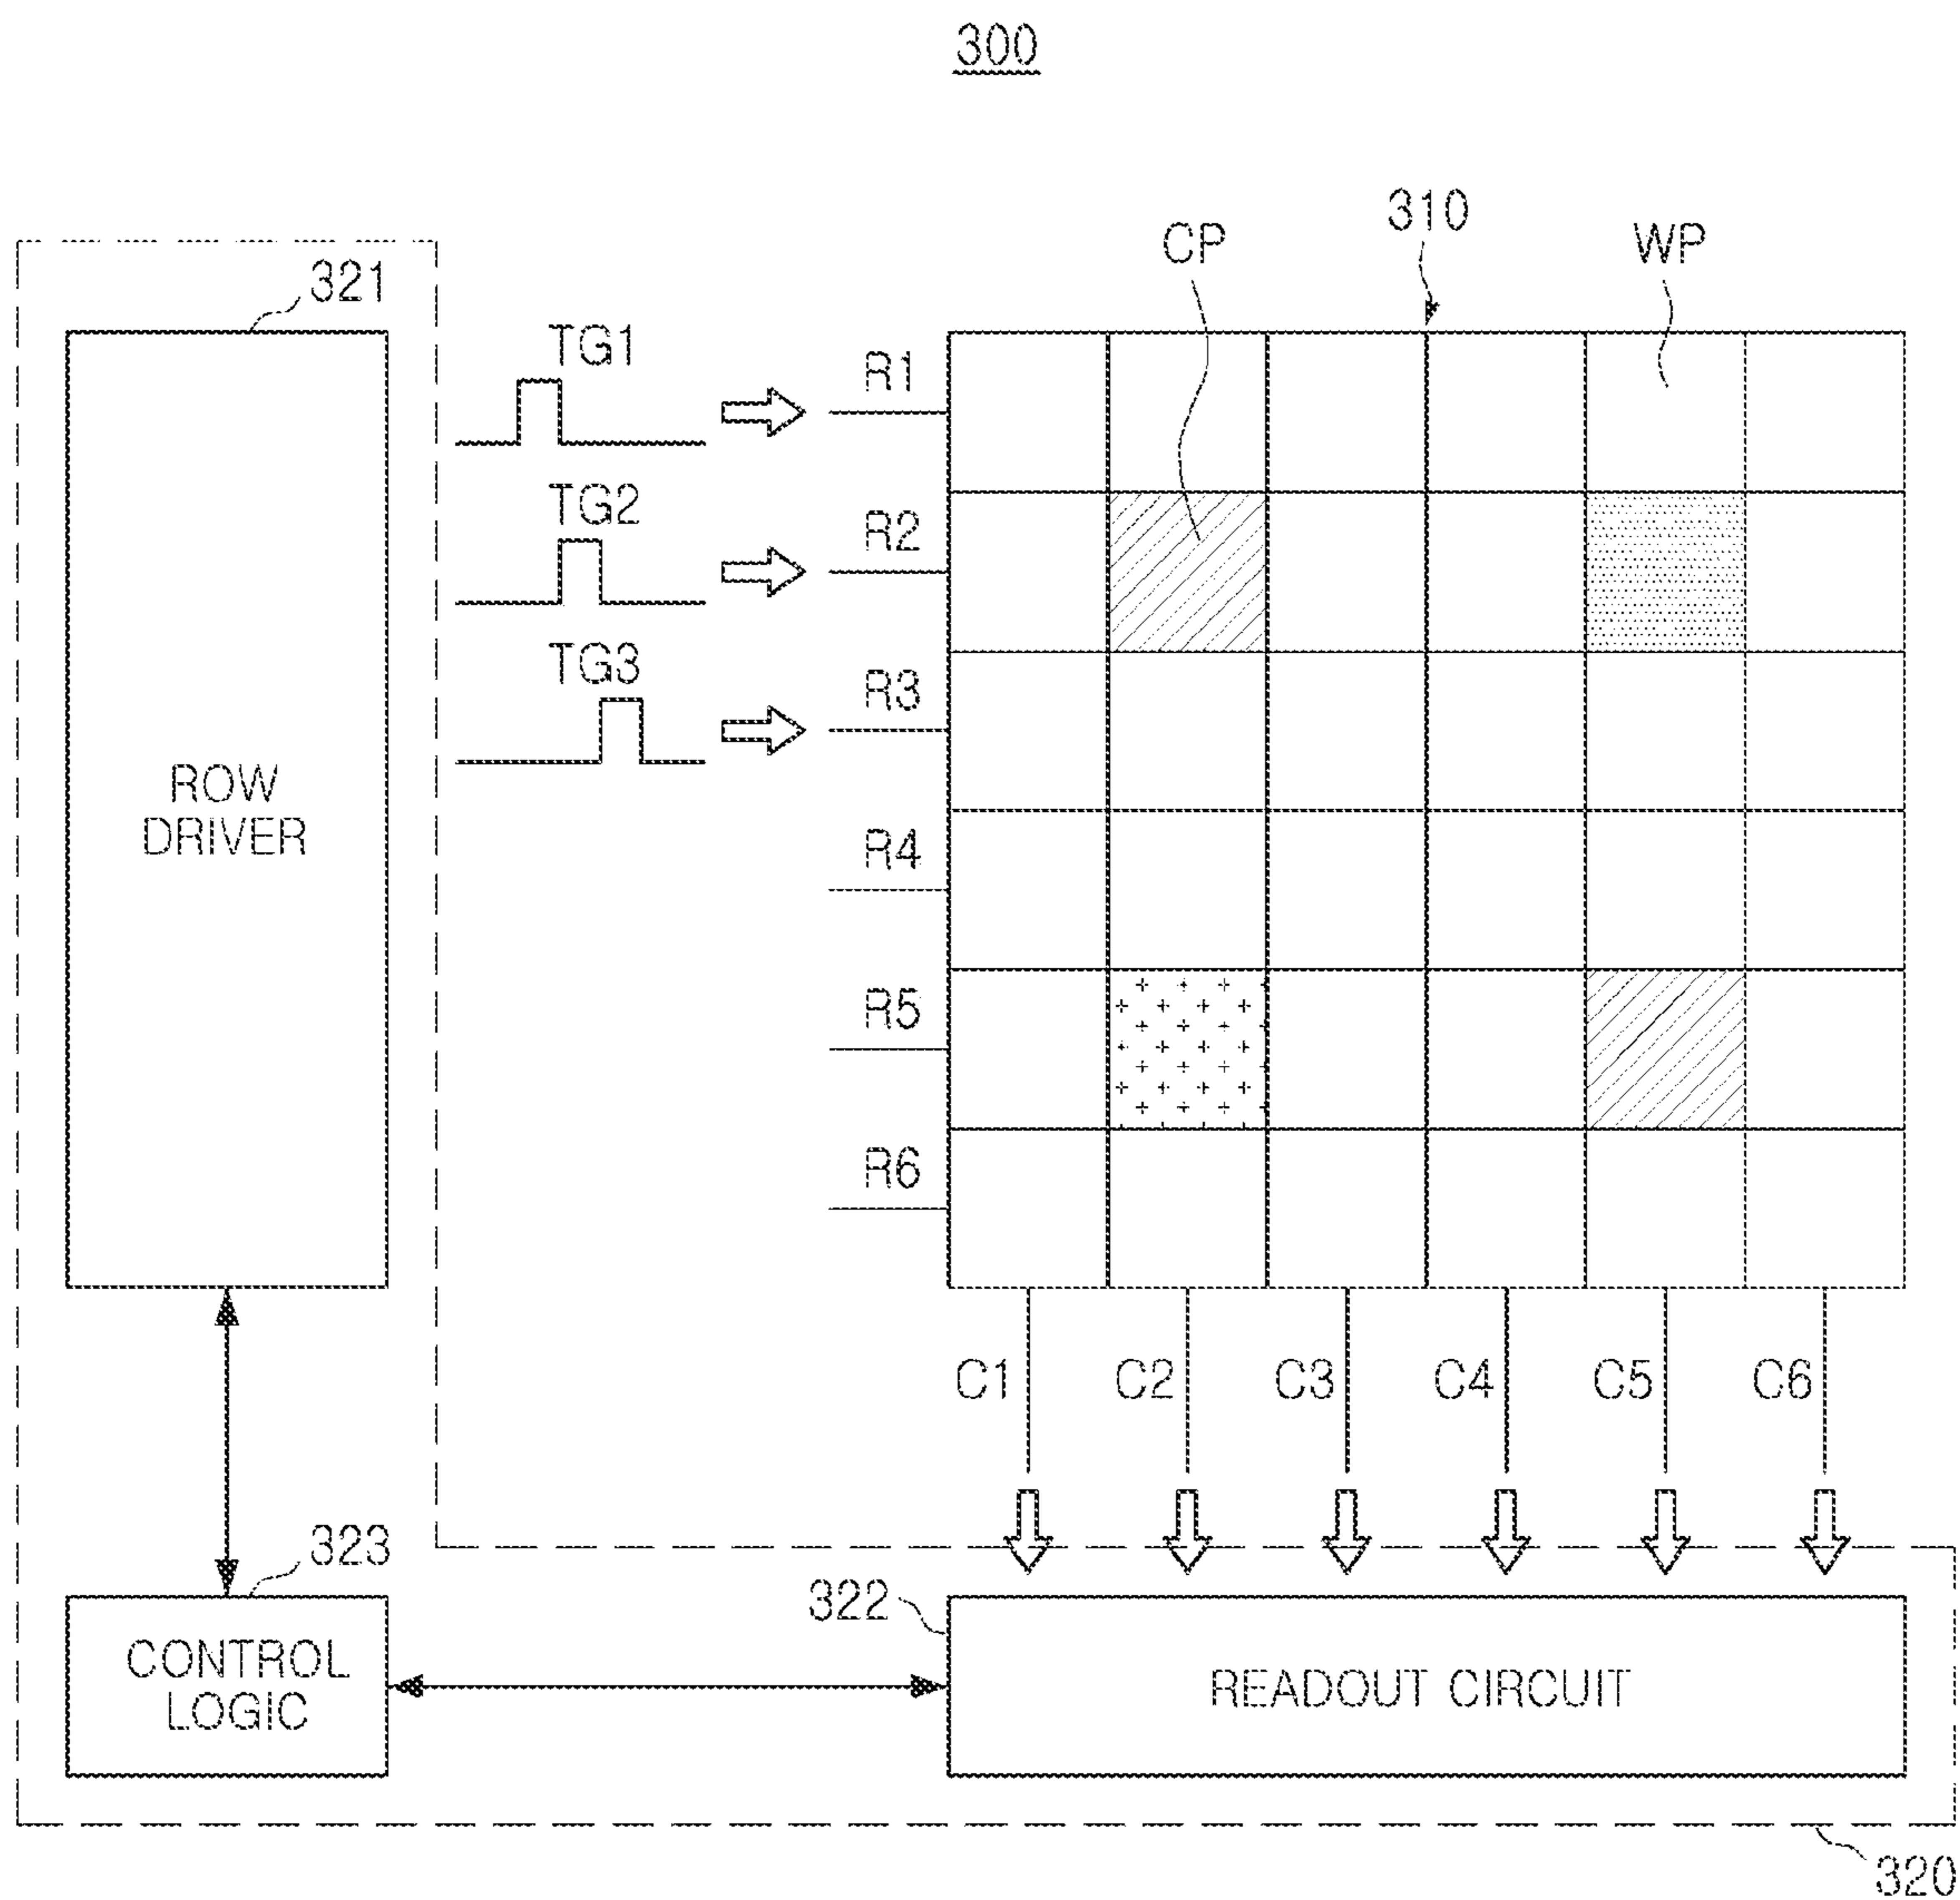 300
310
CP
WP
321
TG1
R1
TG2
R2
TG3
R3
ROW
DRIVER
R4
R5
R6
C1
C2
C3
C4
C5
C6
323
322
CONTROL
LOGIC
READOUT CIRCUIT
320